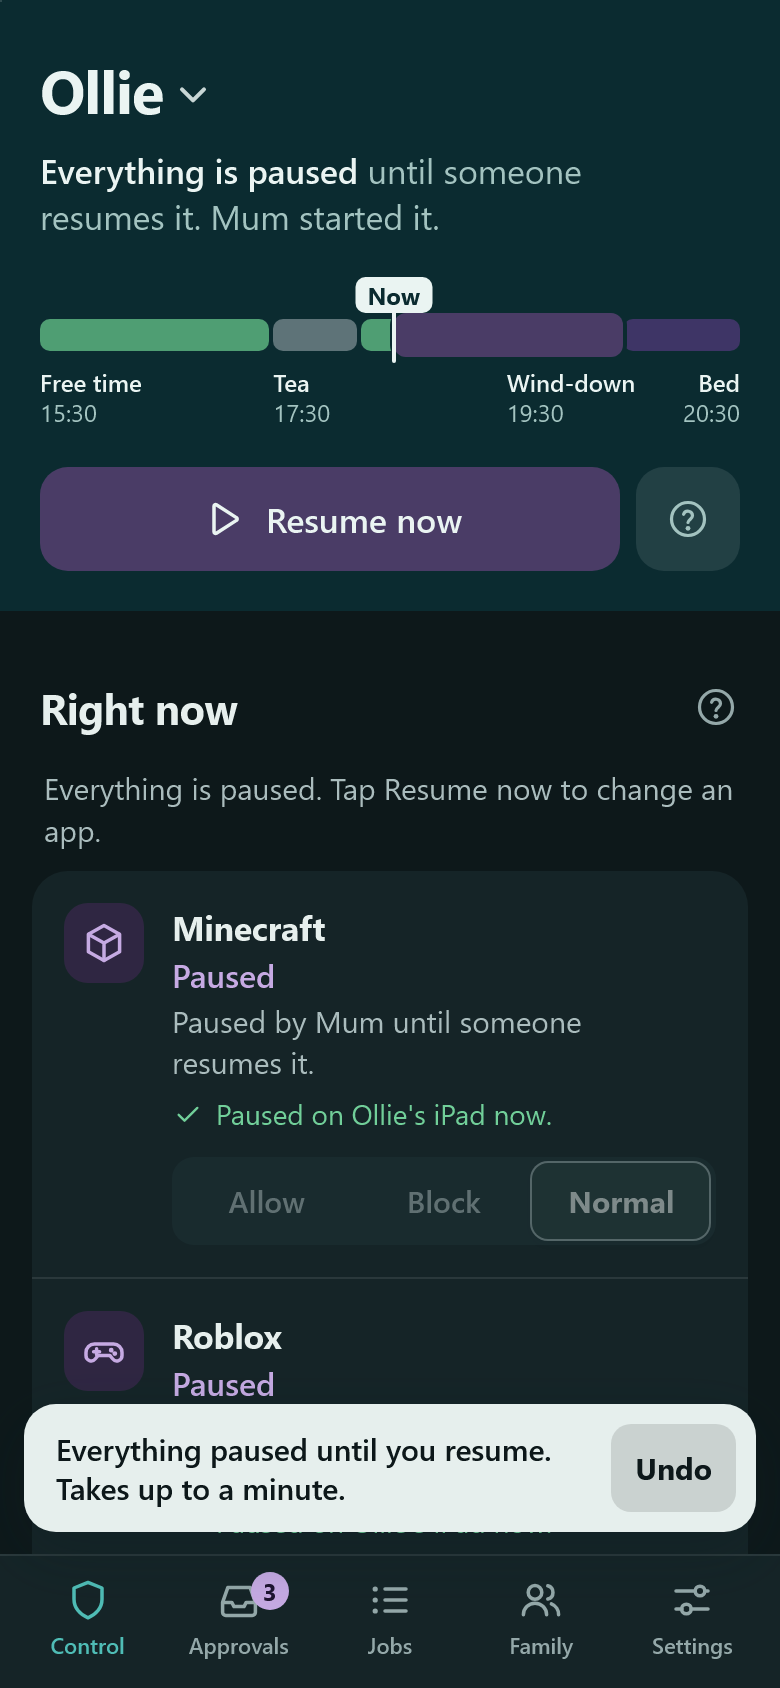 Ollie
Everything is paused until someone
resumes it. Mum started it.
Now
Free time
15:30
Tea
17:30
Wind-down
19:30
Bed
20:30
Resume now
Right now
Everything is paused. Tap Resume now to change an
app.
Minecraft
Paused
Paused by Mum until someone
resumes it.
Paused on Ollie's iPad now.
Allow Block Normal
Roblox
Paused
Everything paused until you resume.
Takes up to a minute.
Undo
3
Control Approvals Jobs Family Settings